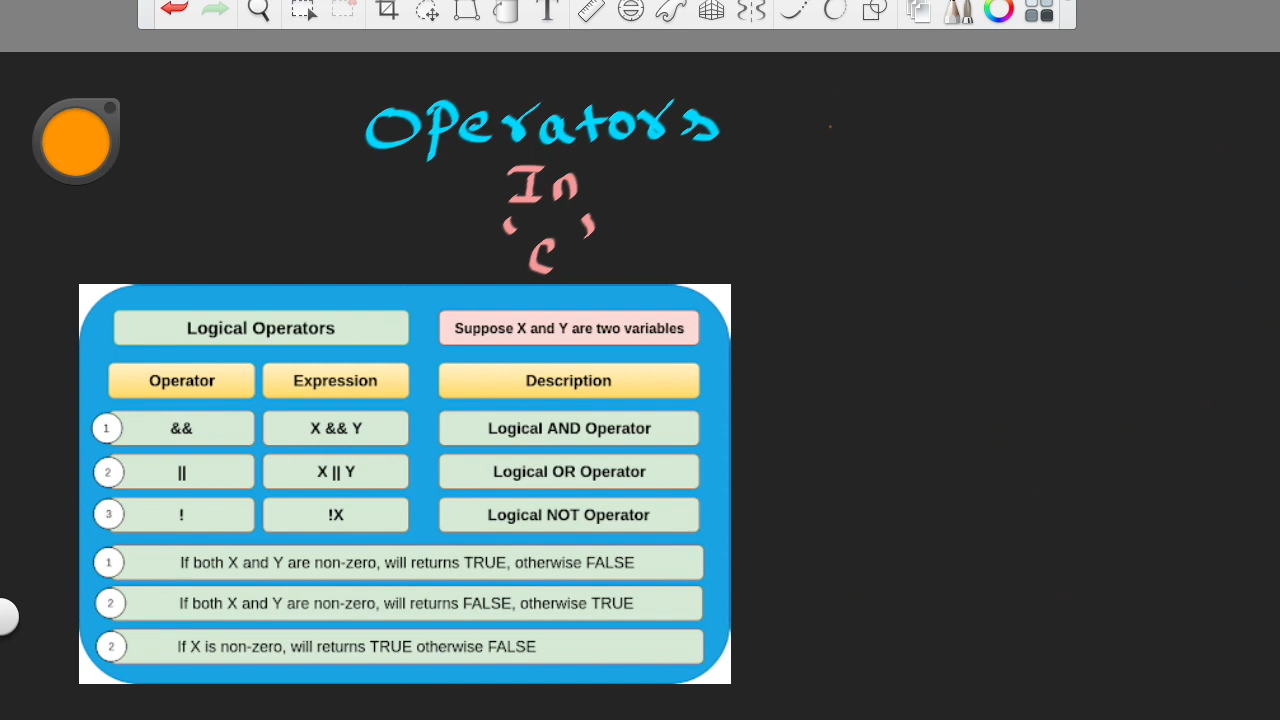 Operators
In
'C'
Logical Operators
Suppose X and Y are two variables
Operator Expression Description
1 && X && Y Logical AND Operator
2 || X || Y Logical OR Operator
3 ! !X Logical NOT Operator
1 If both X and Y are non-zero, will returns TRUE, otherwise FALSE
2 If both X and Y are non-zero, will returns FALSE, otherwise TRUE
2 If X is non-zero, will returns TRUE otherwise FALSE